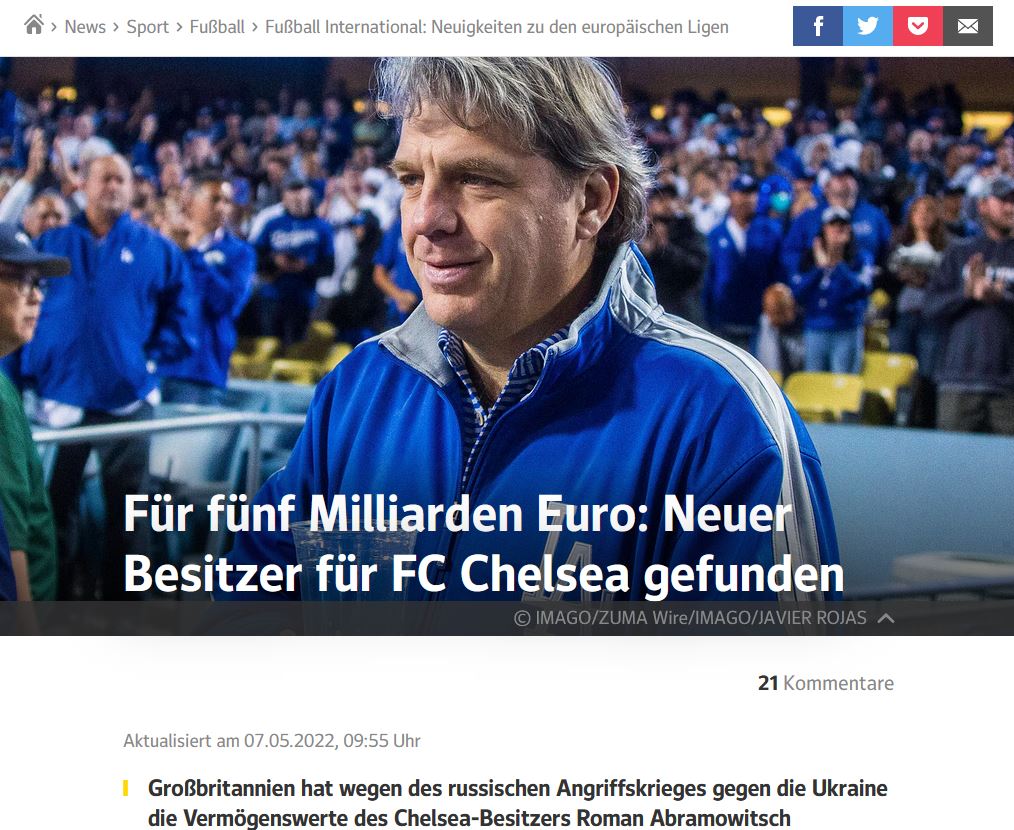 News > Sport > Fußball > Fußball International: Neuigkeiten zu den europäischen Ligen
Für fünf Milliarden Euro: Neuer
Besitzer für FC Chelsea gefunden
© IMAGO/ZUMA Wire/IMAGO/JAVIER ROJAS
21 Kommentare
Aktualisiert am 07.05.2022, 09:55 Uhr
Großbritannien hat wegen des russischen Angriffskrieges gegen die Ukraine
die Vermögenswerte des Chelsea-Besitzers Roman Abramowitsch